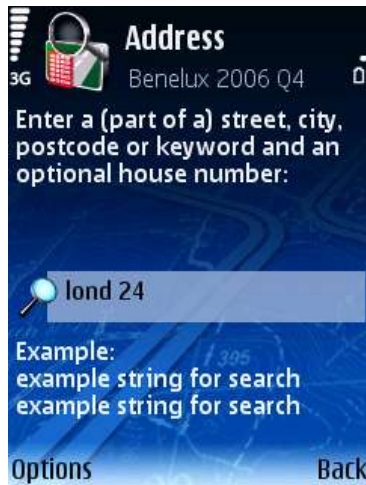 Address
3G
Benelux 2006 Q4
Enter a (part of a) street, city,
postcode or keyword and an
optional house number:
lond 24
Example:
example string for search
example string for search
Options Back